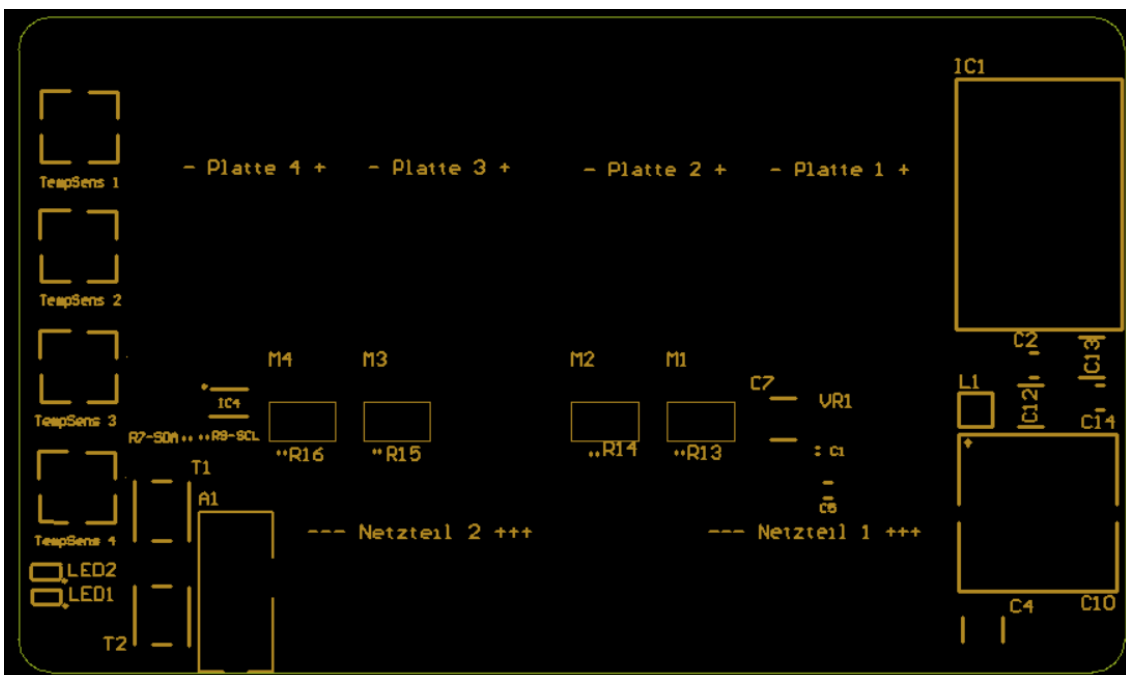 IC1
TempSens 1
- Platte 4 +
- Platte 3 +
- Platte 2 +
- Platte 1 +
TempSens 2
C2
C13
M4
M3
M2
M1
C7
VR1
L1
C12
C14
IC4
TempSens 3
R7-SDA
R9-SCL
R16
R15
R14
R13
C1
T1
A1
C6
TempSens 4
--- Netzteil 2 +++
--- Netzteil 1 +++
LED2
LED1
C4
C10
T2